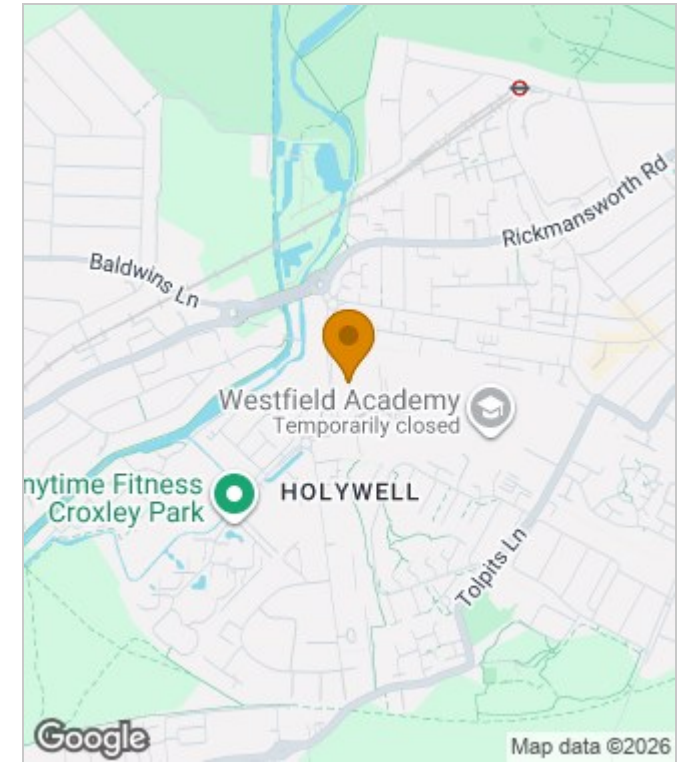 Rickmansworth Rd
Baldwins Ln
Westfield Academy
Temporarily closed
nytime Fitness
Croxley Park
HOLYWELL
Tolpits Ln
Google
Map data ©2026